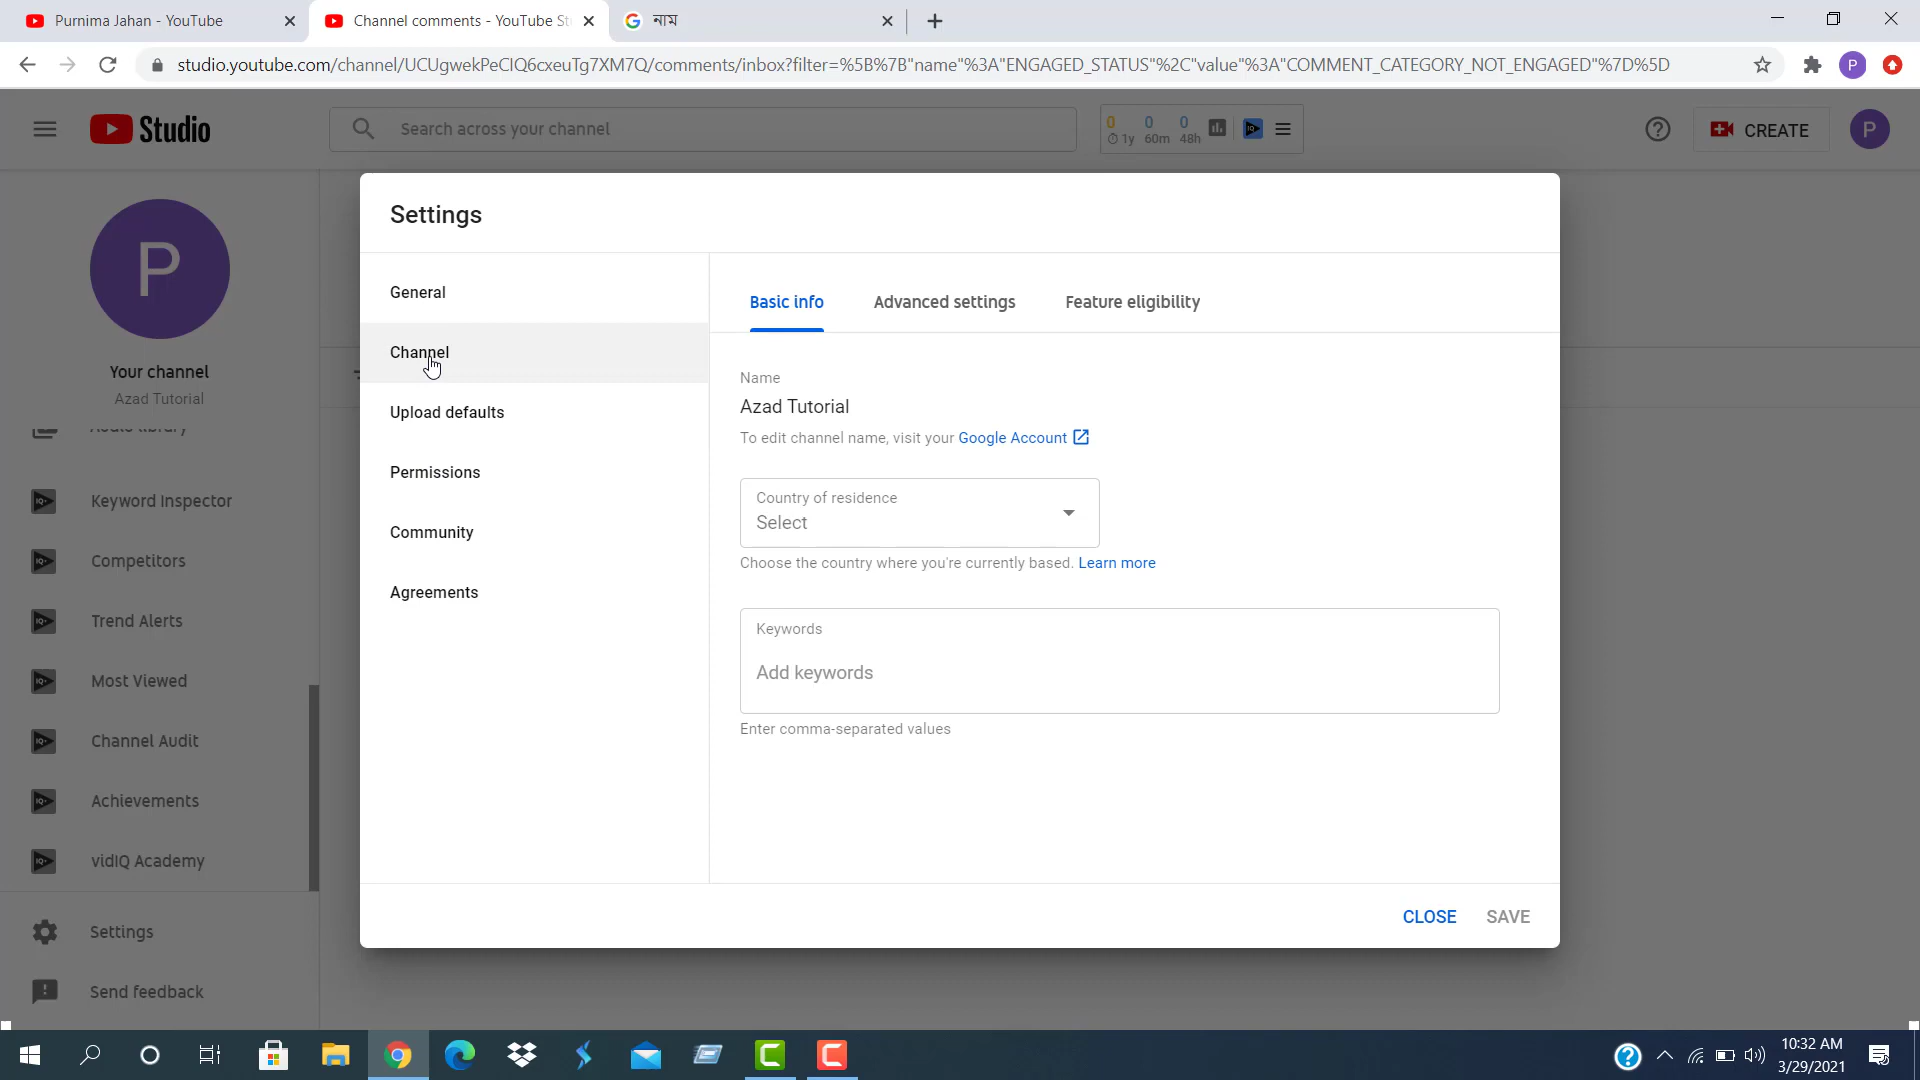 Purnima Jahan - YouTube
Channel comments - YouTube St
নাম
studio.youtube.com/channel/UCUgwekPeCIQ6cxeuTg7XM7Q/comments/inbox?filter=%5B%7B"name"%3A"ENGAGED_STATUS"%2C"value"%3A"COMMENT_CATEGORY_NOT_ENGAGED"%7D%5D
P
Studio
Search across your channel
0 0 0
1y 60m 48h
CREATE
P
P
Your channel
Azad Tutorial
Audio library
Keyword Inspector
Competitors
Trend Alerts
Most Viewed
Channel Audit
Achievements
vidIQ Academy
Settings
Send feedback
Settings
General
Channel
Upload defaults
Permissions
Community
Agreements
Basic info
Advanced settings
Feature eligibility
Name
Azad Tutorial
To edit channel name, visit your Google Account
Country of residence
Select
Choose the country where you're currently based. Learn more
Keywords
Add keywords
Enter comma-separated values
CLOSE
SAVE
10:32 AM
3/29/2021